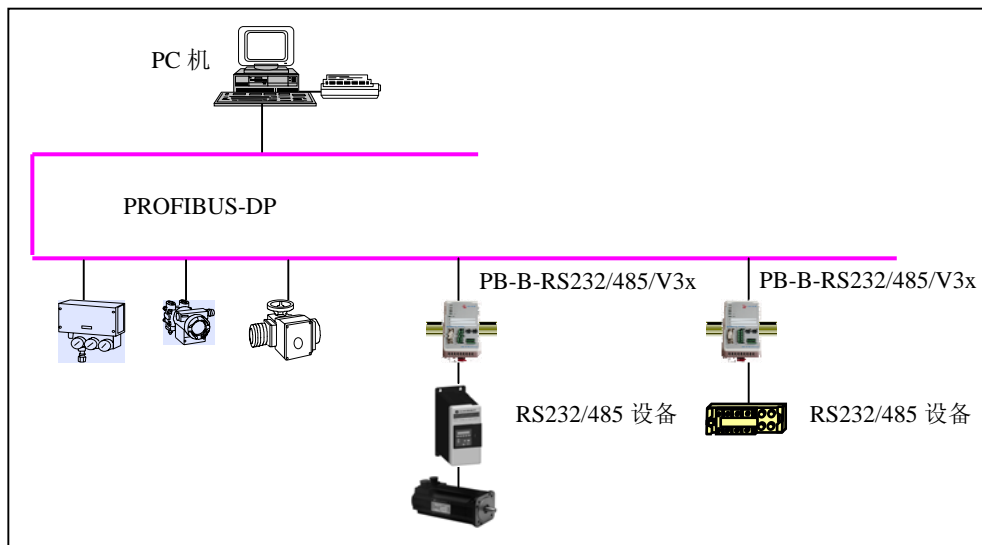 PC 机
PROFIBUS-DP
PB-B-RS232/485/V3x
PB-B-RS232/485/V3x
RS232/485 设备
RS232/485 设备